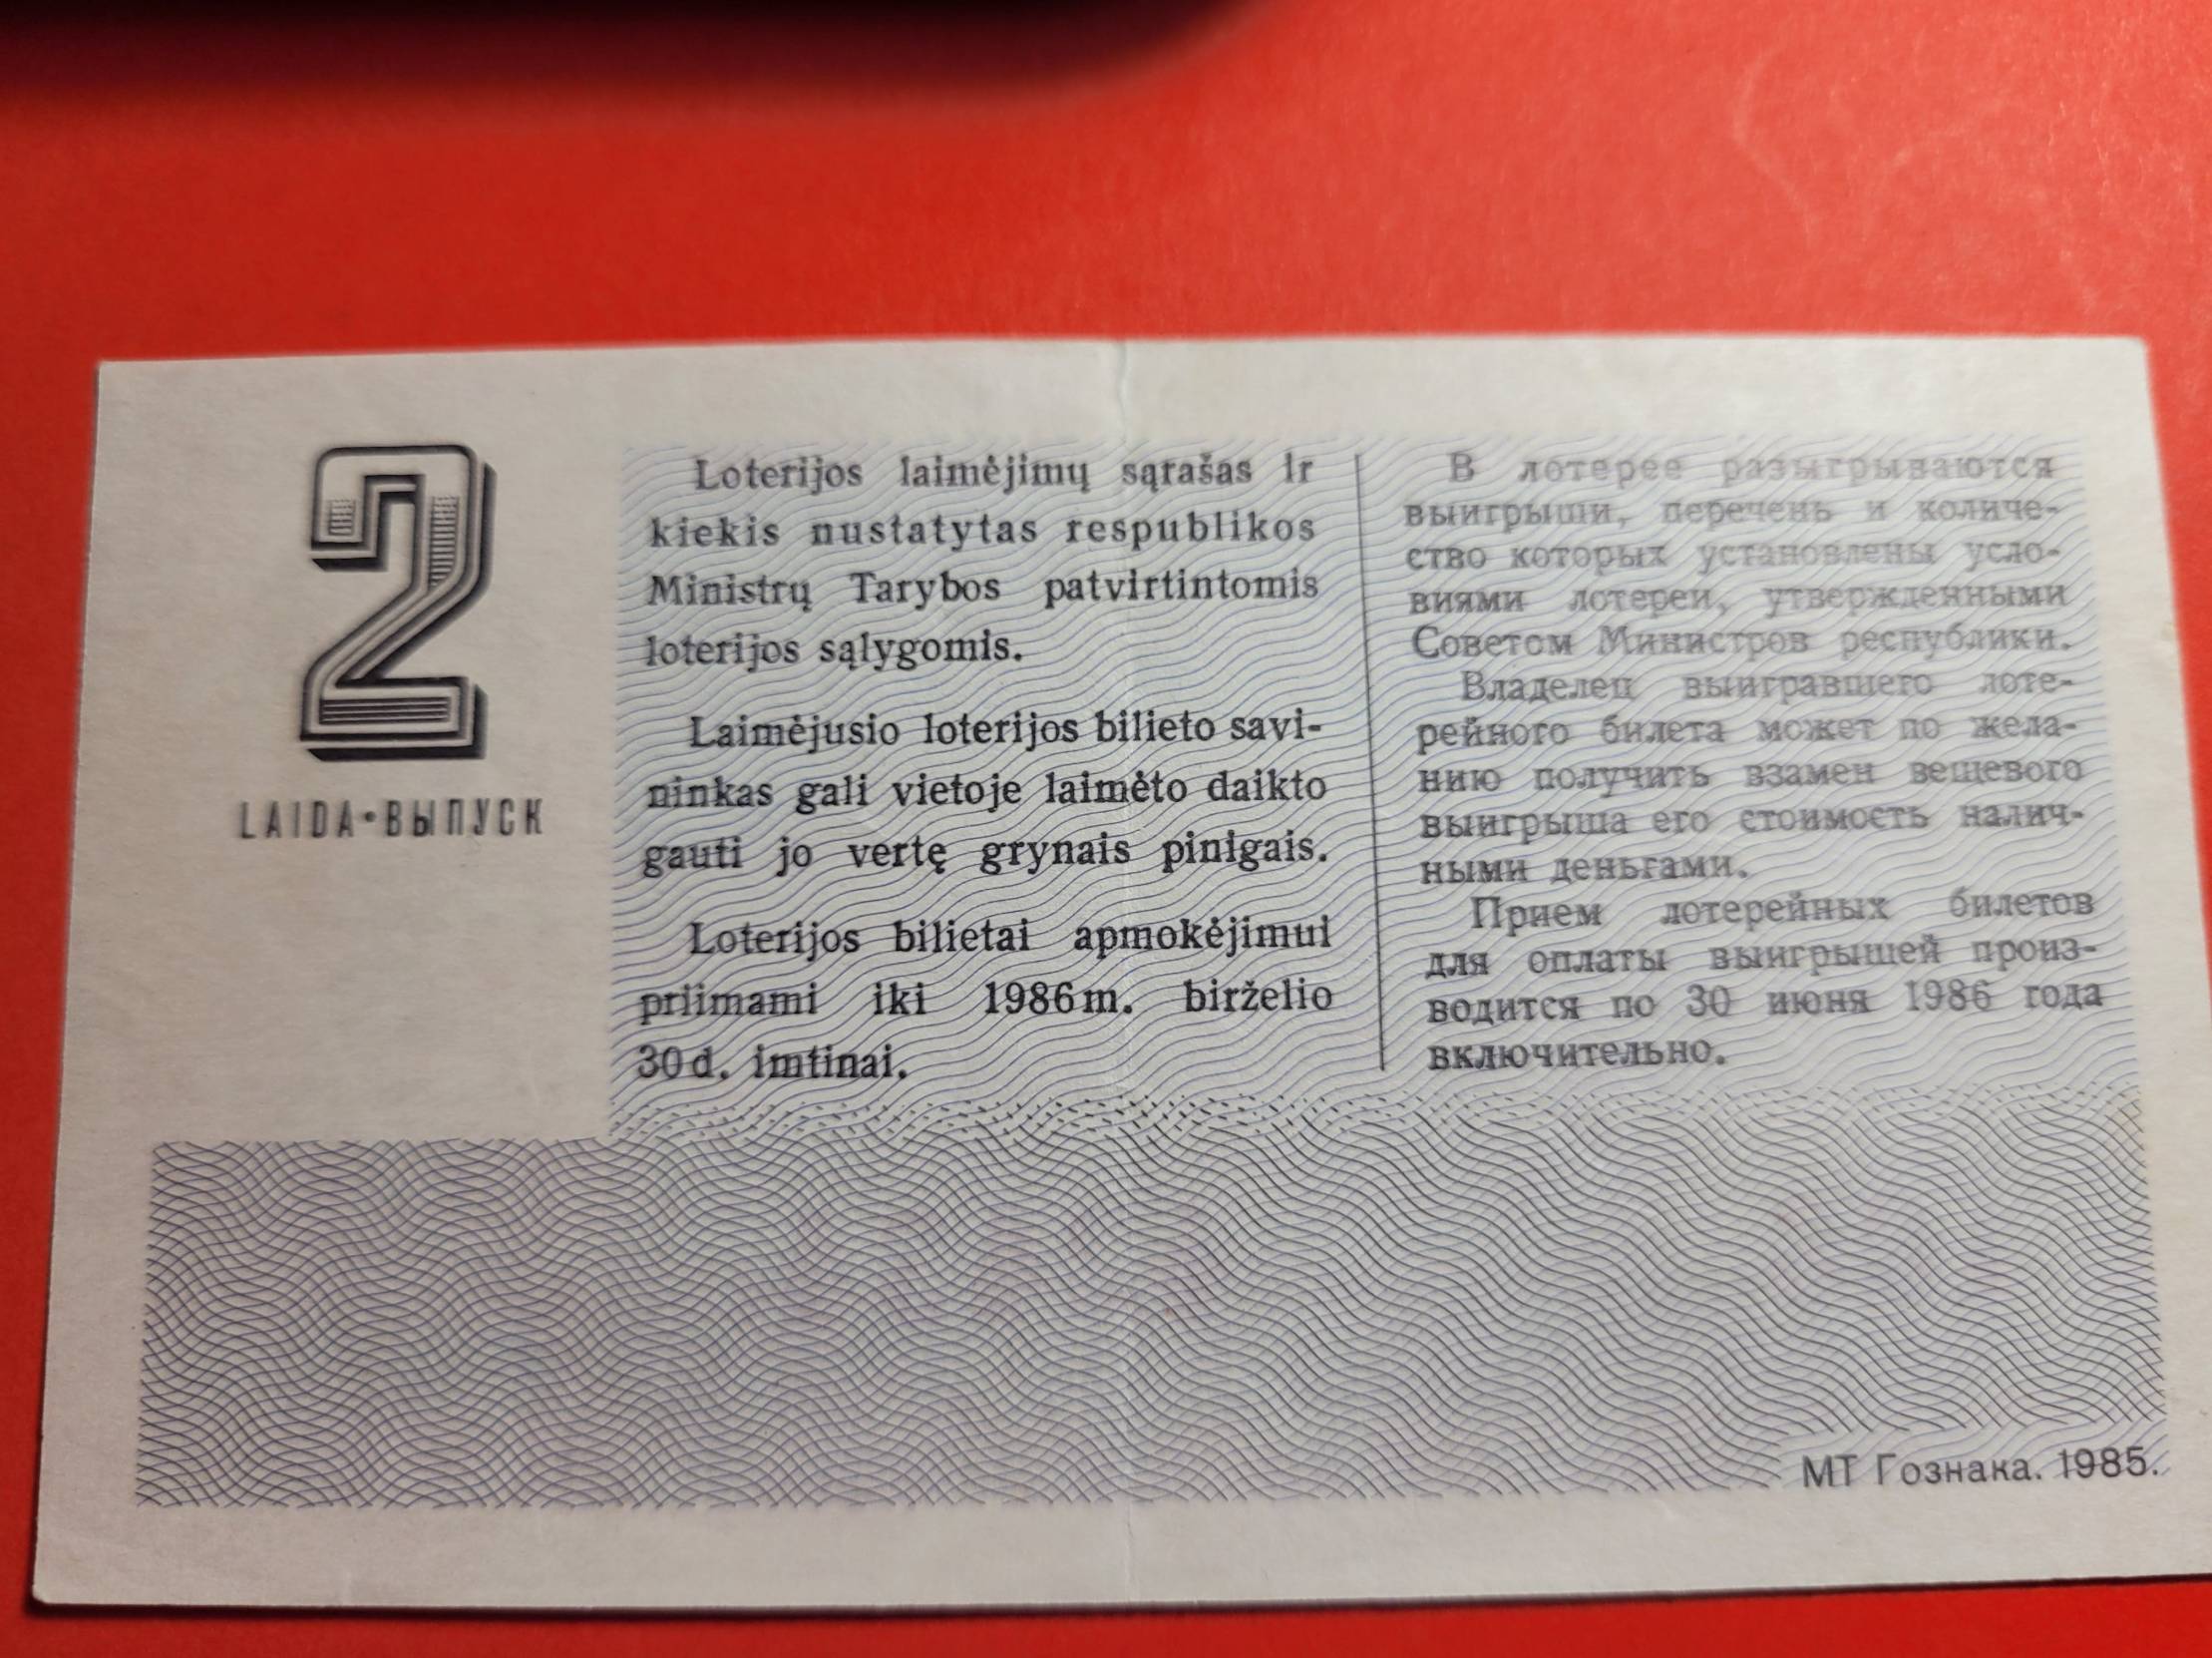 2
LAIDA•ВЫПУСК
Loterijos laimėjimų sąrašas ir
kiekis nustatytas respublikos
Ministrų Tarybos patvirtintomis
loterijos sąlygomis.
Laimėjusio loterijos bilieto savi-
ninkas gali vietoje laimėto daikto
gauti jo vertę grynais pinigais.
Loterijos bilietai apmokėjimui
priimami iki 1986 m. birželio
30 d. imtinai.
В лотерее разыгрываются
выигрыши, перечень и количе-
ство которых установлены усло-
виями лотереи, утвержденными
Советом Министров республики.
Владелец выигравшего лоте-
рейного билета может по жела-
нию получить взамен вещевого
выигрыша его стоимость налич-
ными деньгами.
Прием лотерейных билетов
для оплаты выигрышей произ-
водится по 30 июня 1986 года
включительно.
МТ Гознака. 1985.